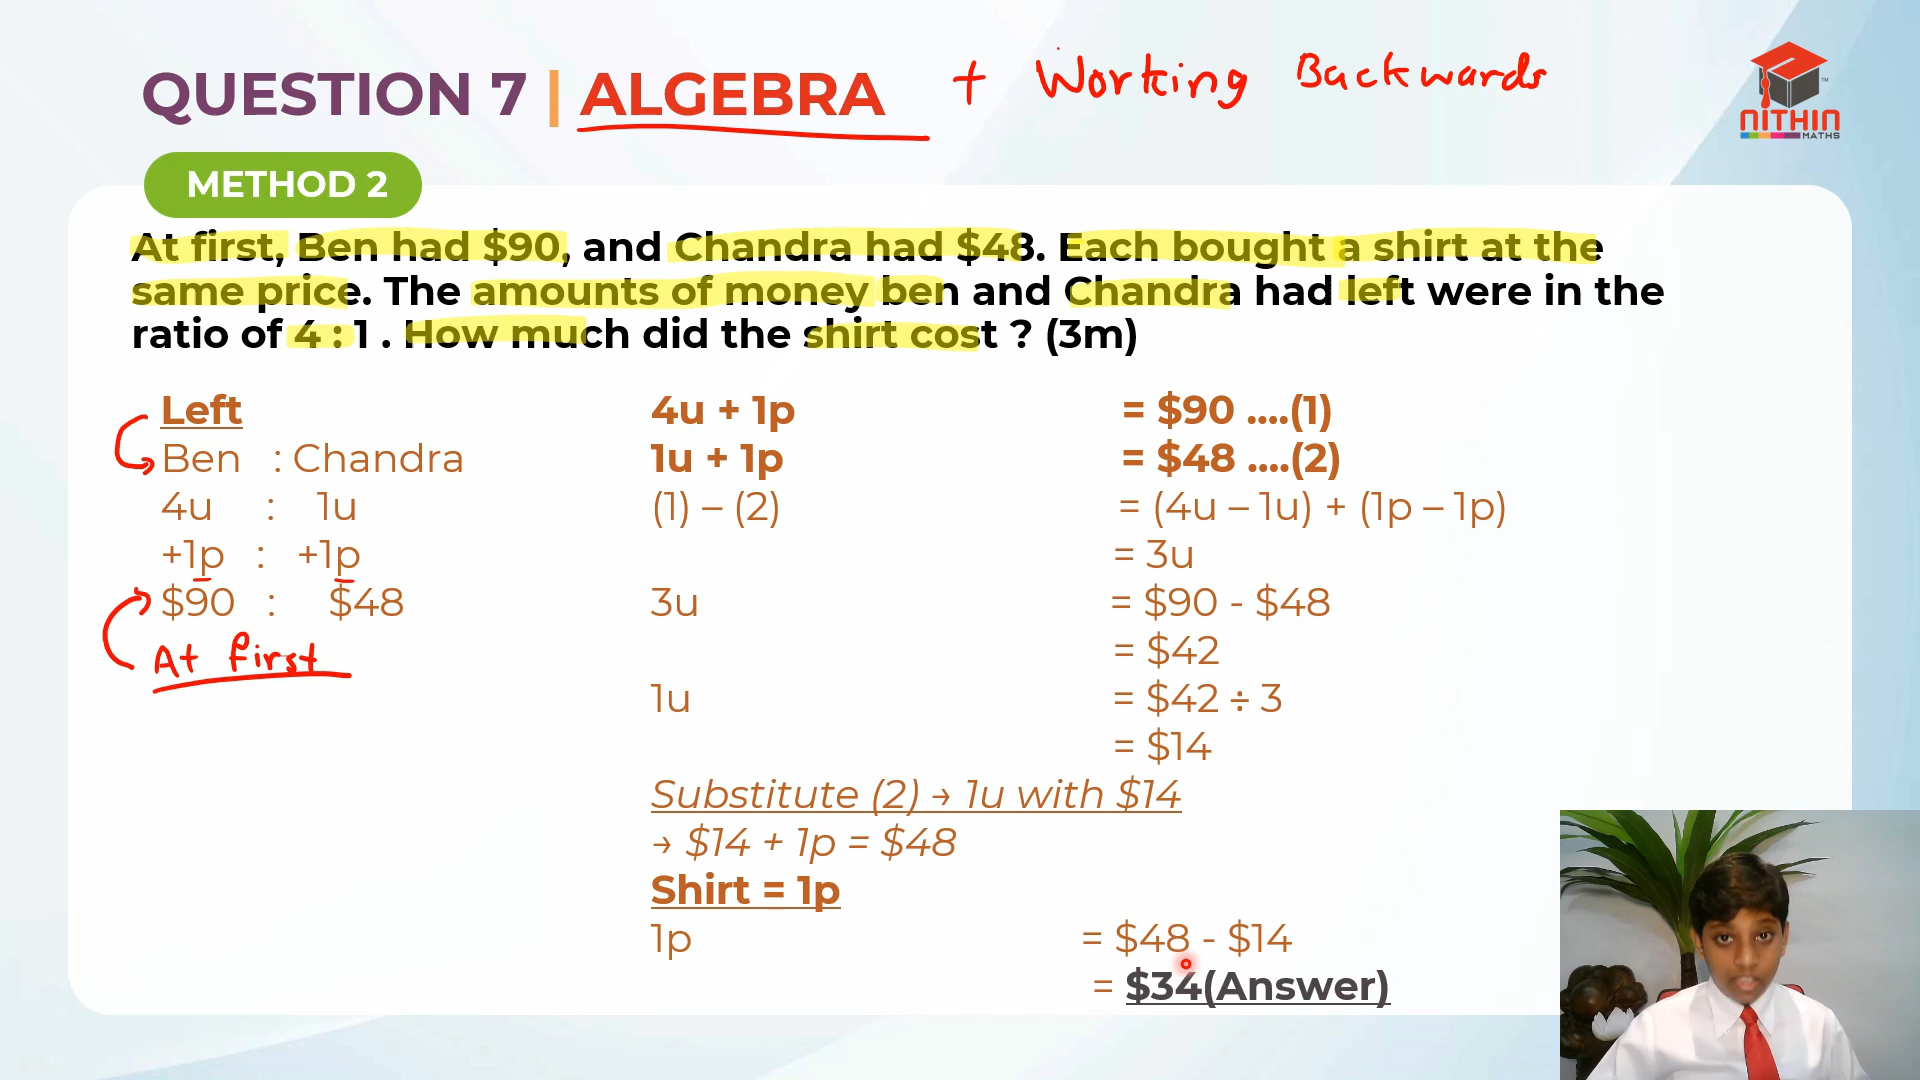 QUESTION 7 | ALGEBRA + Working Backwards
NITHIN
MATHS
METHOD 2
At first, Ben had $90, and Chandra had $48. Each bought a shirt at the
same price. The amounts of money ben and Chandra had left were in the
ratio of 4 : 1 . How much did the shirt cost ? (3m)
Left 4u + 1p = $90 ....(1)
Ben : Chandra 1u + 1p = $48 ....(2)
4u : 1u (1) – (2) = (4u – 1u) + (1p – 1p)
+1p : +1p = 3u
$90 : $48 3u = $90 - $48
At first = $42
1u = $42 ÷ 3
= $14
Substitute (2) → 1u with $14
→ $14 + 1p = $48
Shirt = 1p
1p = $48 - $14
= $34(Answer)